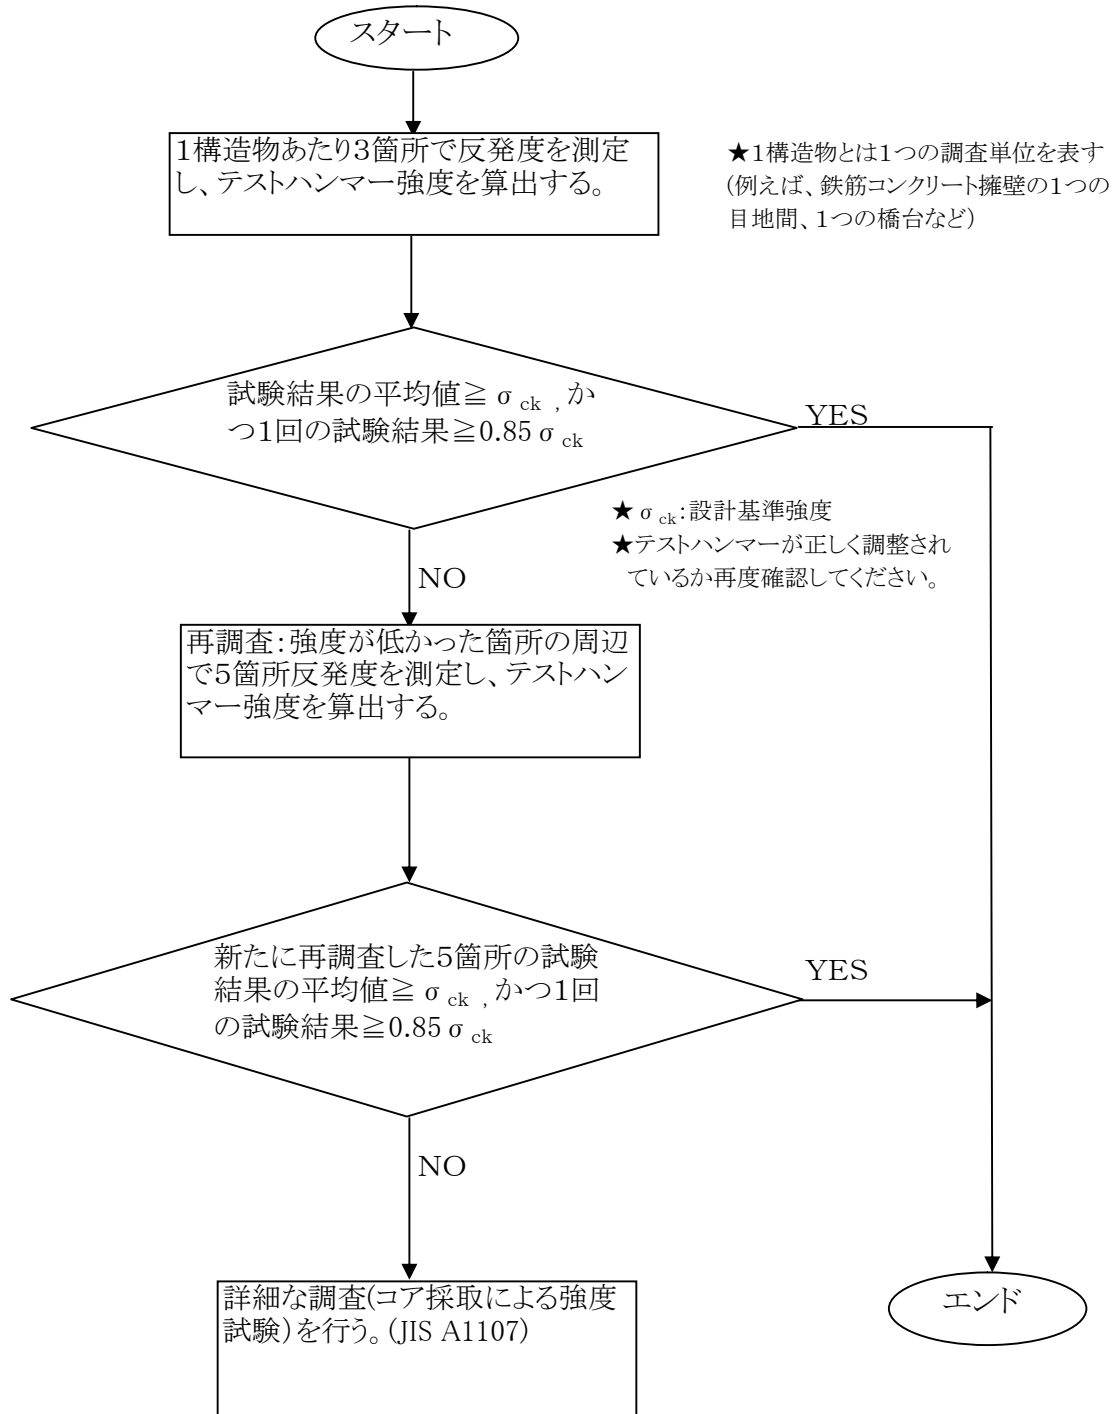 スタート
1構造物あたり3箇所で反発度を測定
し、テストハンマー強度を算出する。
★1構造物とは1つの調査単位を表す
(例えば、鉄筋コンクリート擁壁の1つの
目地間、1つの橋台など)
試験結果の平均値≧σck ,か
つ1回の試験結果≧0.85σck
YES
★σck:設計基準強度
★テストハンマーが正しく調整され
ているか再度確認してください。
NO
再調査:強度が低かった箇所の周辺
で5箇所反発度を測定し、テストハン
マー強度を算出する。
新たに再調査した5箇所の試験
結果の平均値≧σck ,かつ1回
の試験結果≧0.85σck
YES
NO
詳細な調査(コア採取による強度
試験)を行う。(JIS A1107)
エンド